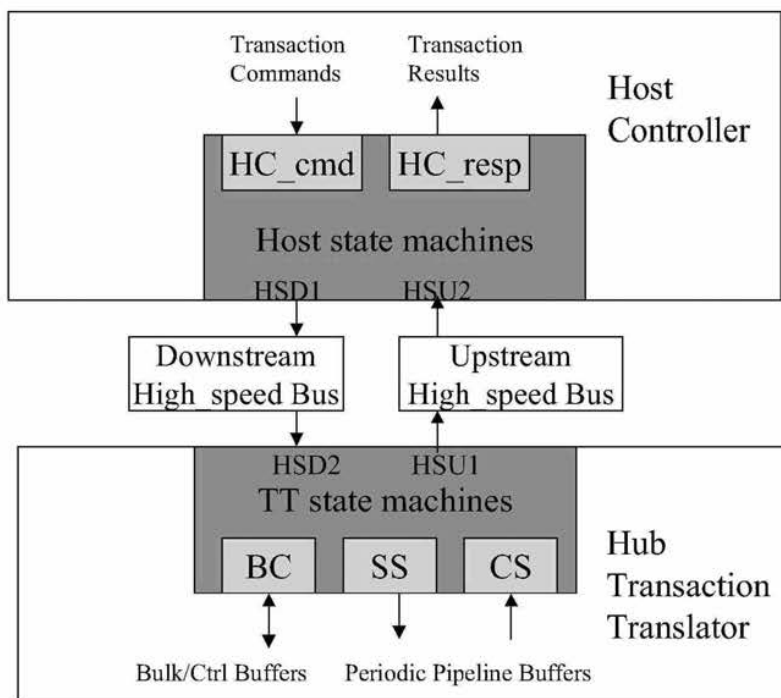 Transaction Commands
Transaction Results
Host Controller
HC_cmd
HC_resp
Host state machines
HSD1
HSU2
Downstream High_speed Bus
Upstream High_speed Bus
HSD2
HSU1
TT state machines
BC
SS
CS
Hub Transaction Translator
Bulk/Ctrl Buffers
Periodic Pipeline Buffers